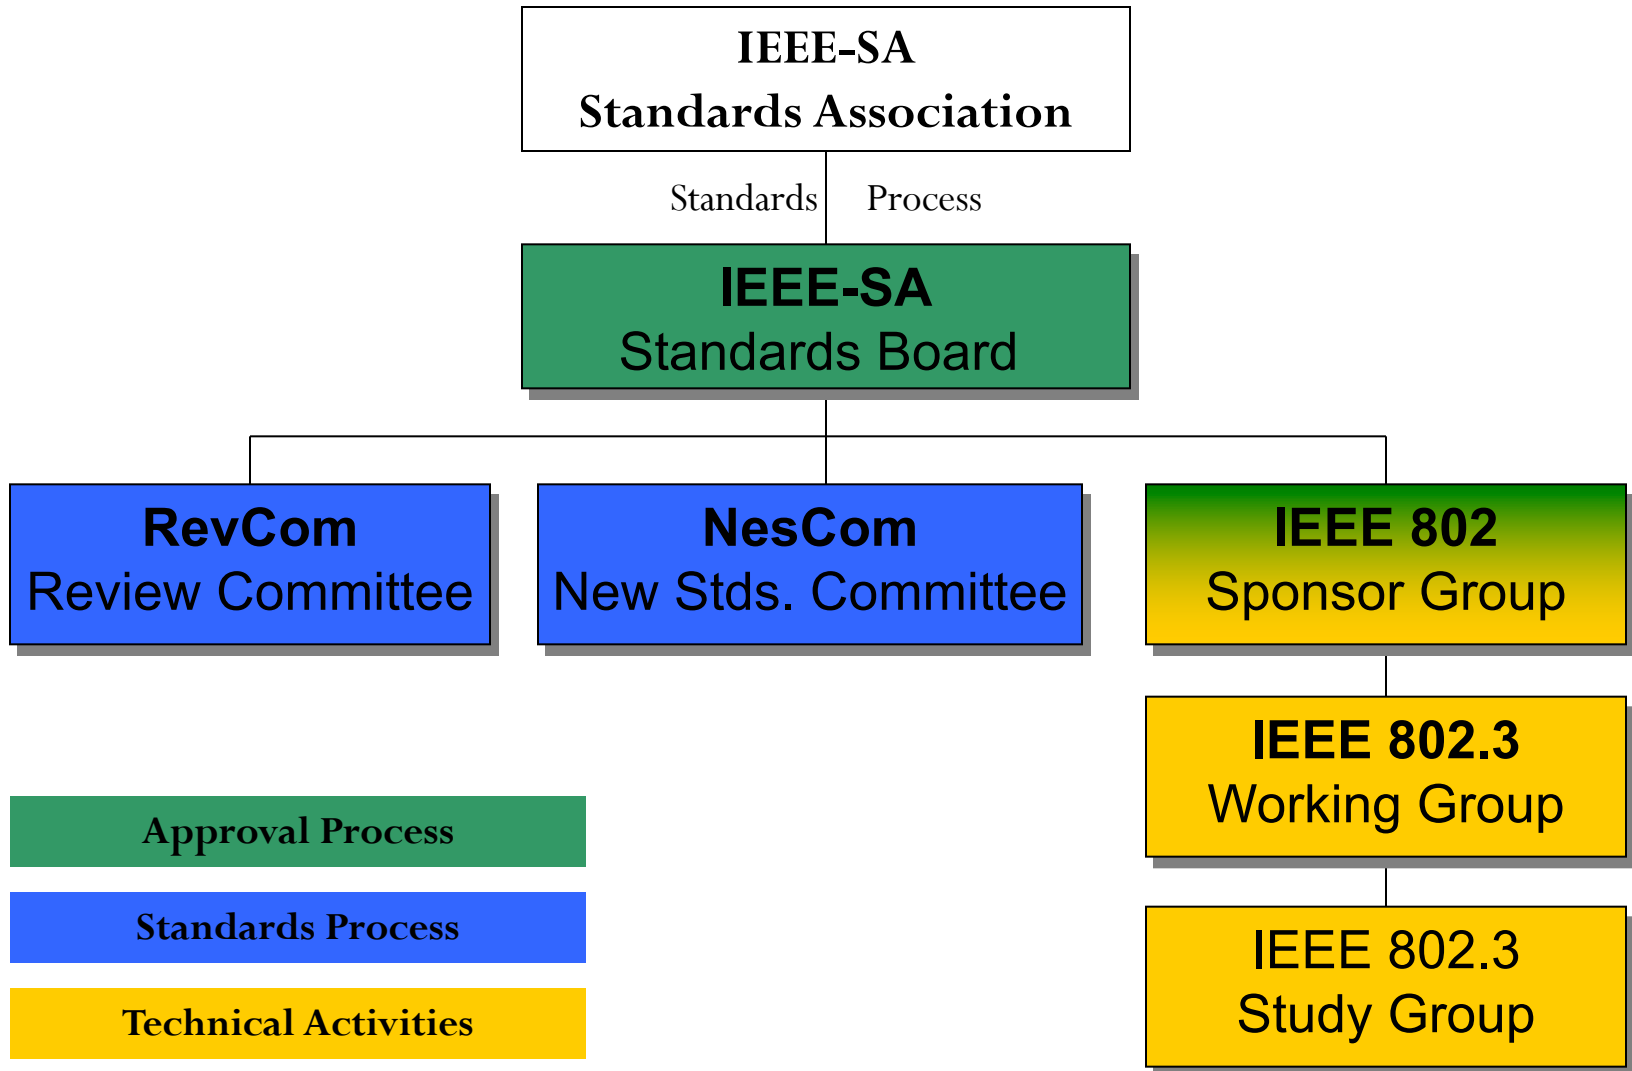 IEEE-SA
Standards Association
Standards Process
IEEE-SA
Standards Board
RevCom
Review Committee
NesCom
New Stds. Committee
IEEE 802
Sponsor Group
IEEE 802.3
Working Group
IEEE 802.3
Study Group
Approval Process
Standards Process
Technical Activities